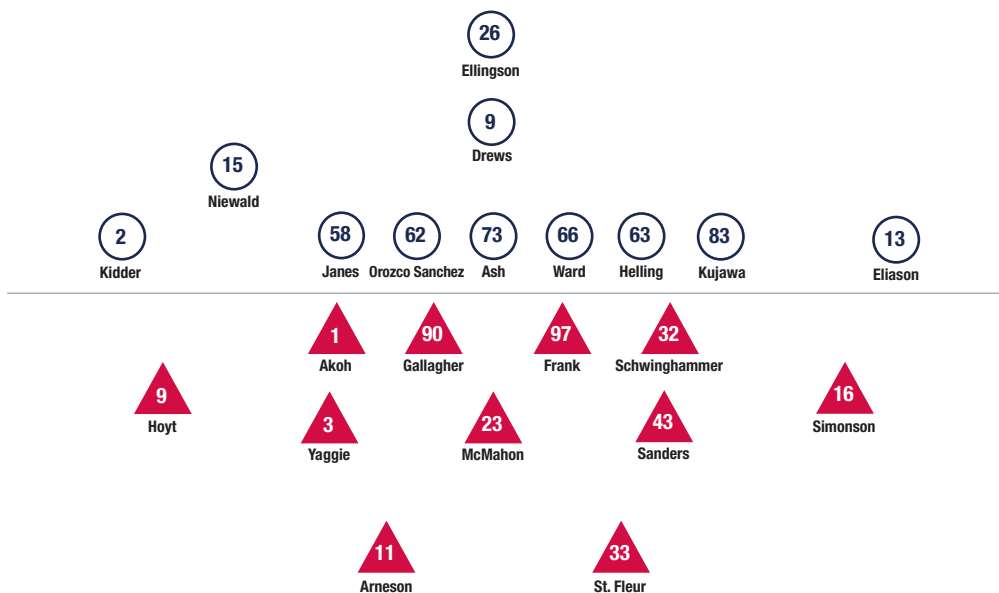 26
Ellingson
9
Drews
15
Niewald
2 58 62 73 66 63 83 13
Kidder Janes Orozco Sanchez Ash Ward Helling Kujawa Eliason
1 90 97 32
Akoh Gallagher Frank Schwinghammer
9 16
Hoyt Simonson
3 23 43
Yaggie McMahon Sanders
11 33
Arneson St. Fleur